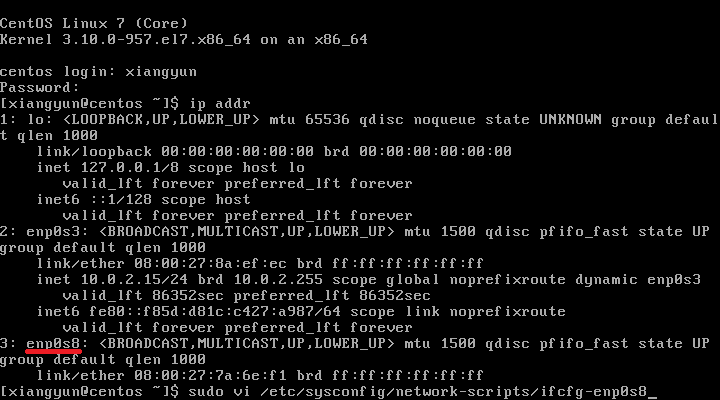 CentOS Linux 7 (Core)
Kernel 3.10.0-957.el7.x86_64 on an x86_64
centos login: xiangyun
Password:
[xiangyun@centos ~]$ ip addr
1: lo: <LOOPBACK,UP,LOWER_UP> mtu 65536 qdisc noqueue state UNKNOWN group defaul
t qlen 1000
link/loopback 00:00:00:00:00:00 brd 00:00:00:00:00:00
inet 127.0.0.1/8 scope host lo
valid_lft forever preferred_lft forever
inet6 ::1/128 scope host
valid_lft forever preferred_lft forever
2: enp0s3: <BROADCAST,MULTICAST,UP,LOWER_UP> mtu 1500 qdisc pfifo_fast state UP
group default qlen 1000
link/ether 08:00:27:8a:ef:ec brd ff:ff:ff:ff:ff:ff
inet 10.0.2.15/24 brd 10.0.2.255 scope global noprefixroute dynamic enp0s3
valid_lft 86352sec preferred_lft 86352sec
inet6 fe80::f85d:d81c:c427:a987/64 scope link noprefixroute
valid_lft forever preferred_lft forever
3: enp0s8: <BROADCAST,MULTICAST,UP,LOWER_UP> mtu 1500 qdisc pfifo_fast state UP
group default qlen 1000
link/ether 08:00:27:7a:6e:f1 brd ff:ff:ff:ff:ff:ff
[xiangyun@centos ~]$ sudo vi /etc/sysconfig/network-scripts/ifcfg-enp0s8_